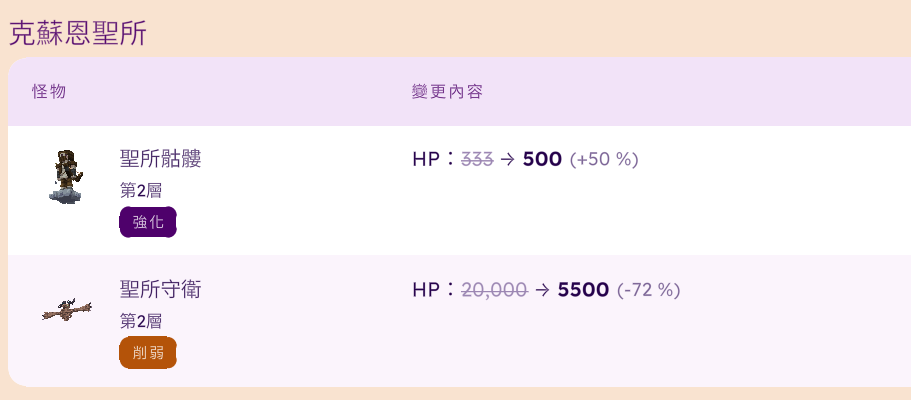 克蘇恩聖所
怪物
變更內容
聖所骷髏
第2層
強化
HP：333 → 500 (+50 %)
聖所守衛
第2層
削弱
HP：20,000 → 5500 (-72 %)